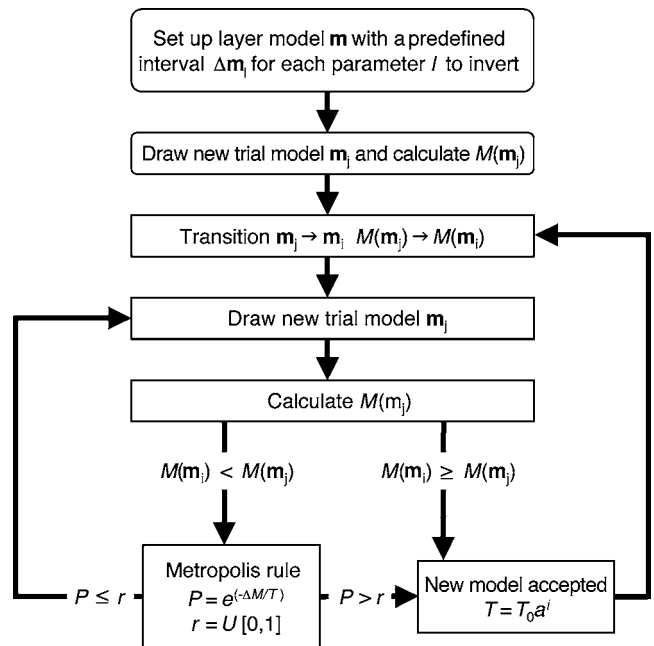 Set up layer model m with a predefined
interval Δmᵢ for each parameter I to invert
Draw new trial model mⱼ and calculate M(mⱼ)
Transition mⱼ → mᵢ M(mⱼ) → M(mᵢ)
Draw new trial model mⱼ
Calculate M(mⱼ)
M(mᵢ) < M(mⱼ)
M(mᵢ) ≥ M(mⱼ)
Metropolis rule
P = e^(-ΔM/T)
r = U [0,1]
P ≤ r
P > r
New model accepted
T = T₀aⁱ